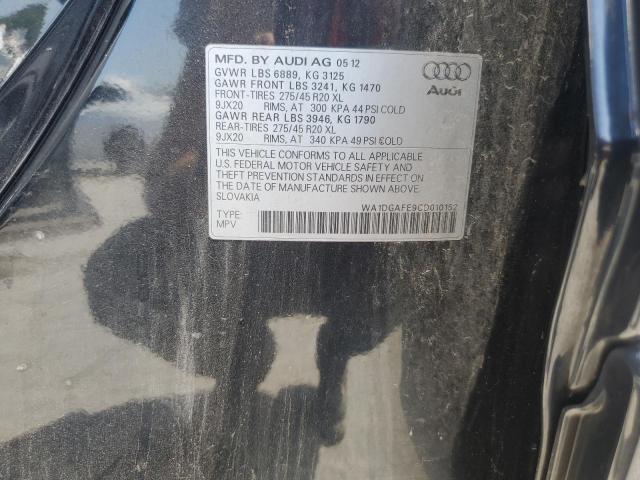 MFD. BY AUDI AG 05 12
GVWR LBS 6889, KG 3125
GAWR FRONT LBS 3241, KG 1470
FRONT-TIRES 275/45 R20 XL
9JX20 RIMS, AT 300 KPA 44 PSI COLD
GAWR REAR LBS 3946, KG 1790
REAR-TIRES 275/45 R20 XL
9JX20 RIMS, AT 340 KPA 49 PSI COLD
Audi
THIS VEHICLE CONFORMS TO ALL APPLICABLE
U.S. FEDERAL MOTOR VEHICLE SAFETY AND
THEFT PREVENTION STANDARDS IN EFFECT ON THE
DATE OF MANUFACTURE SHOWN ABOVE.
SLOVAKIA
WA1DGAFE9CD010152
TYPE:
MPV